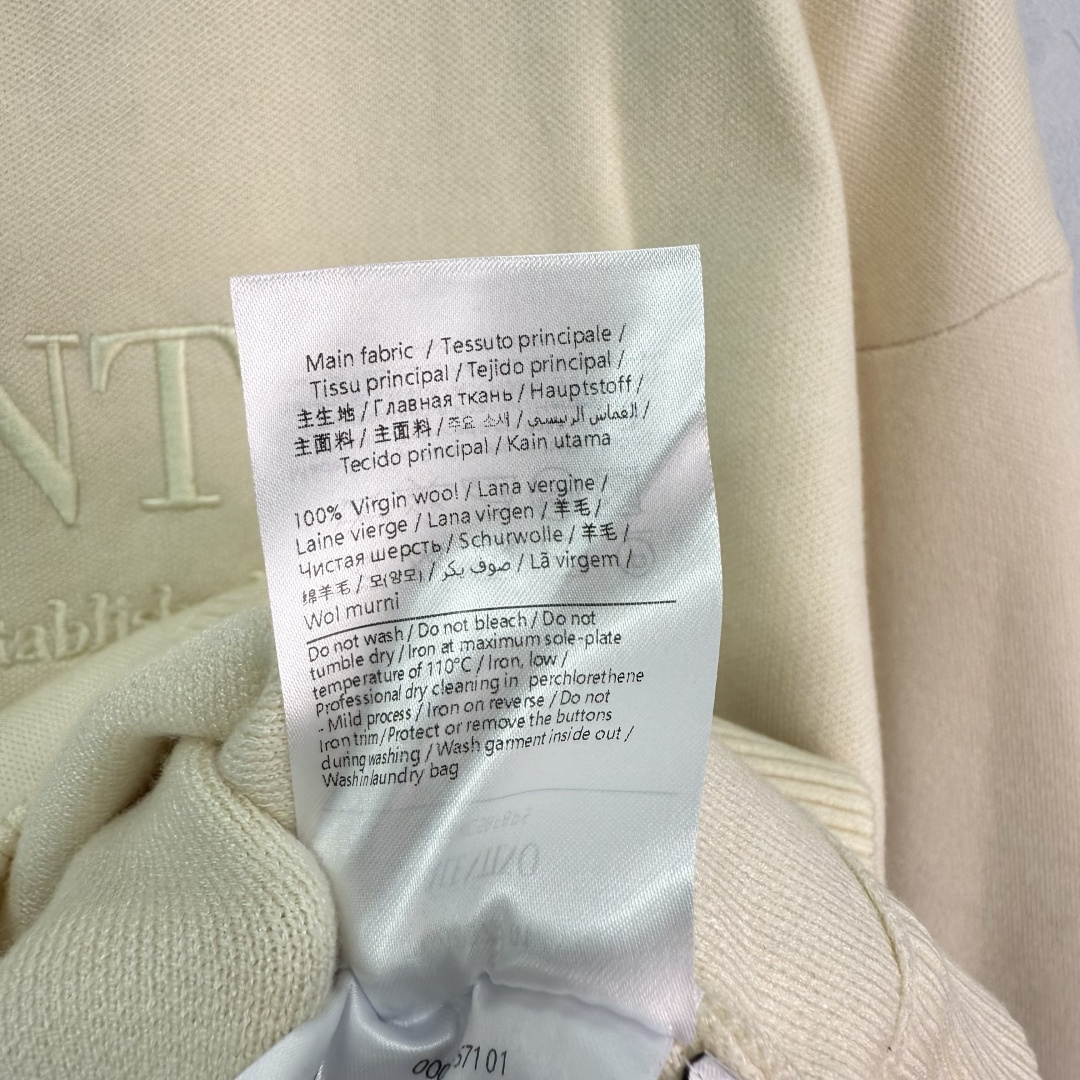 NT
Main fabric / Tessuto principale /
Tissu principal / Tejido principal /
主生地 / Главная ткань / Hauptstoff /
主面料 / 主面料 / 주요 소재 / القماس الرئيسي /
Tecido principal / Kain utama
100% Virgin wool / Lana vergine /
Laine vierge / Lana virgen / 羊毛 /
Чистая шерсть / Schurwolle / 羊毛 /
绵羊毛 / 모(양모) / صوف بكر / Lã virgem /
Wol murni
Do not wash / Do not bleach / Do not
tumble dry / Iron at maximum sole-plate
temperature of 110°C / Iron, low /
Professional dry cleaning in perchlorethene
- Mild process / Iron on reverse / Do not
Iron trim/Protect or remove the buttons
during washing / Wash garment inside out /
Wash in laundry bag
57101